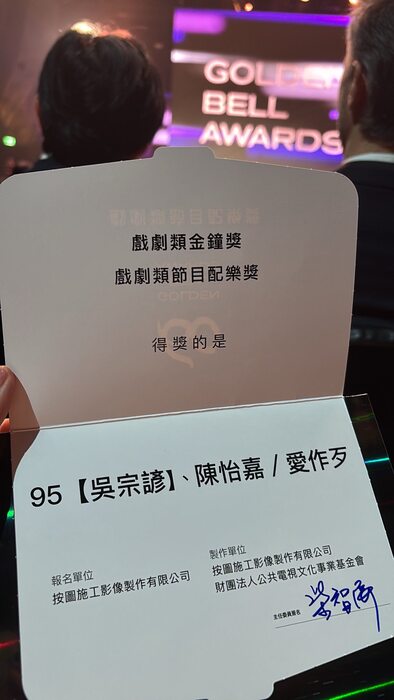 GOLDEN
BELL
AWARDS
戲劇類金鐘獎
戲劇類節目配樂獎
得獎的是
95【吳宗諺】、陳怡嘉 / 愛作歹
報名單位
按圖施工影像製作有限公司
製作單位
按圖施工影像製作有限公司
財團法人公共電視文化事業基金會
主任委員簽名